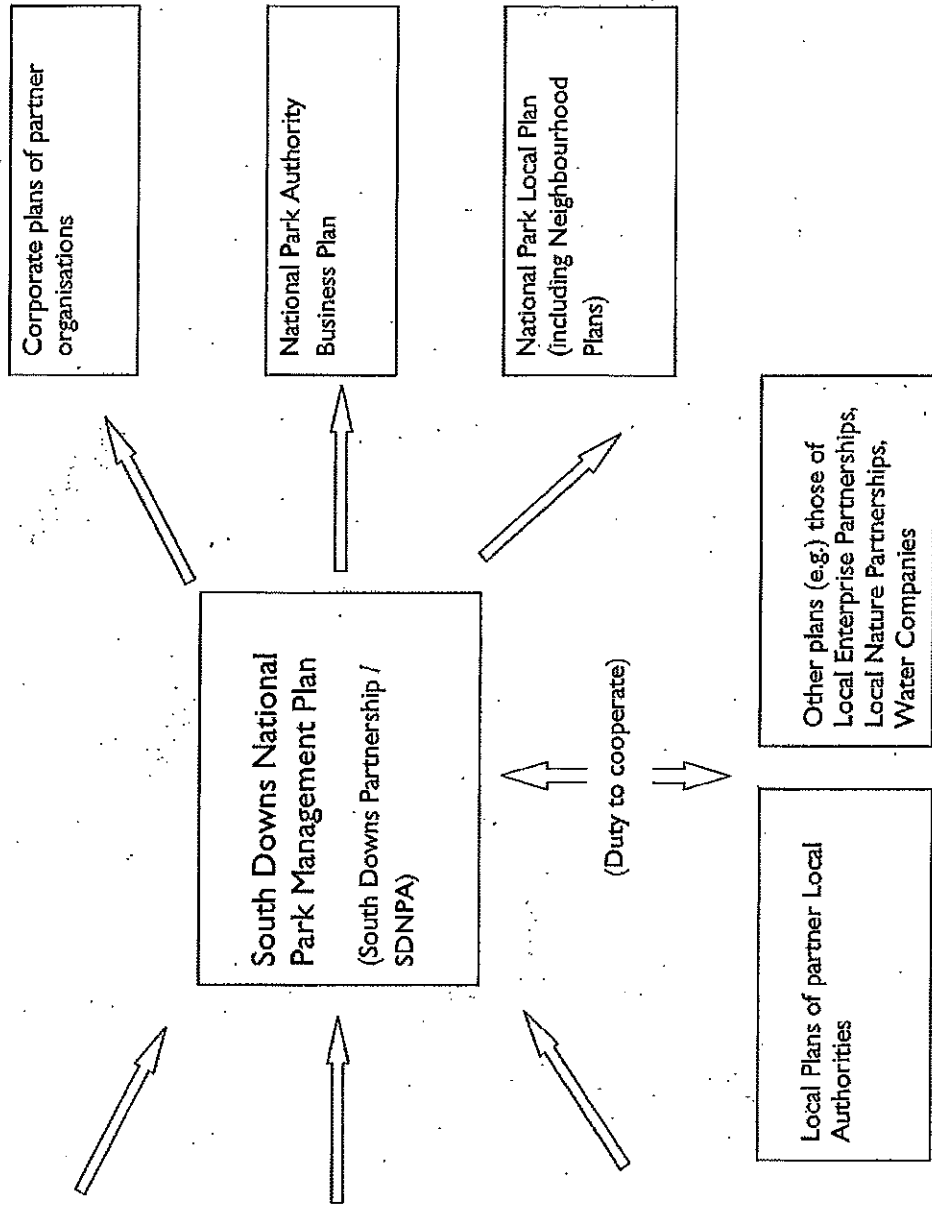 Corporate plans of partner
organisations
National Park Authority
Business Plan
National Park Local Plan
(including Neighbourhood
Plans)
South Downs National
Park Management Plan
(South Downs Partnership /
SDNPA)
(Duty to cooperate)
Other plans (e.g.) those of
Local Enterprise Partnerships,
Local Nature Partnerships,
Water Companies
Local Plans of partner Local
Authorities